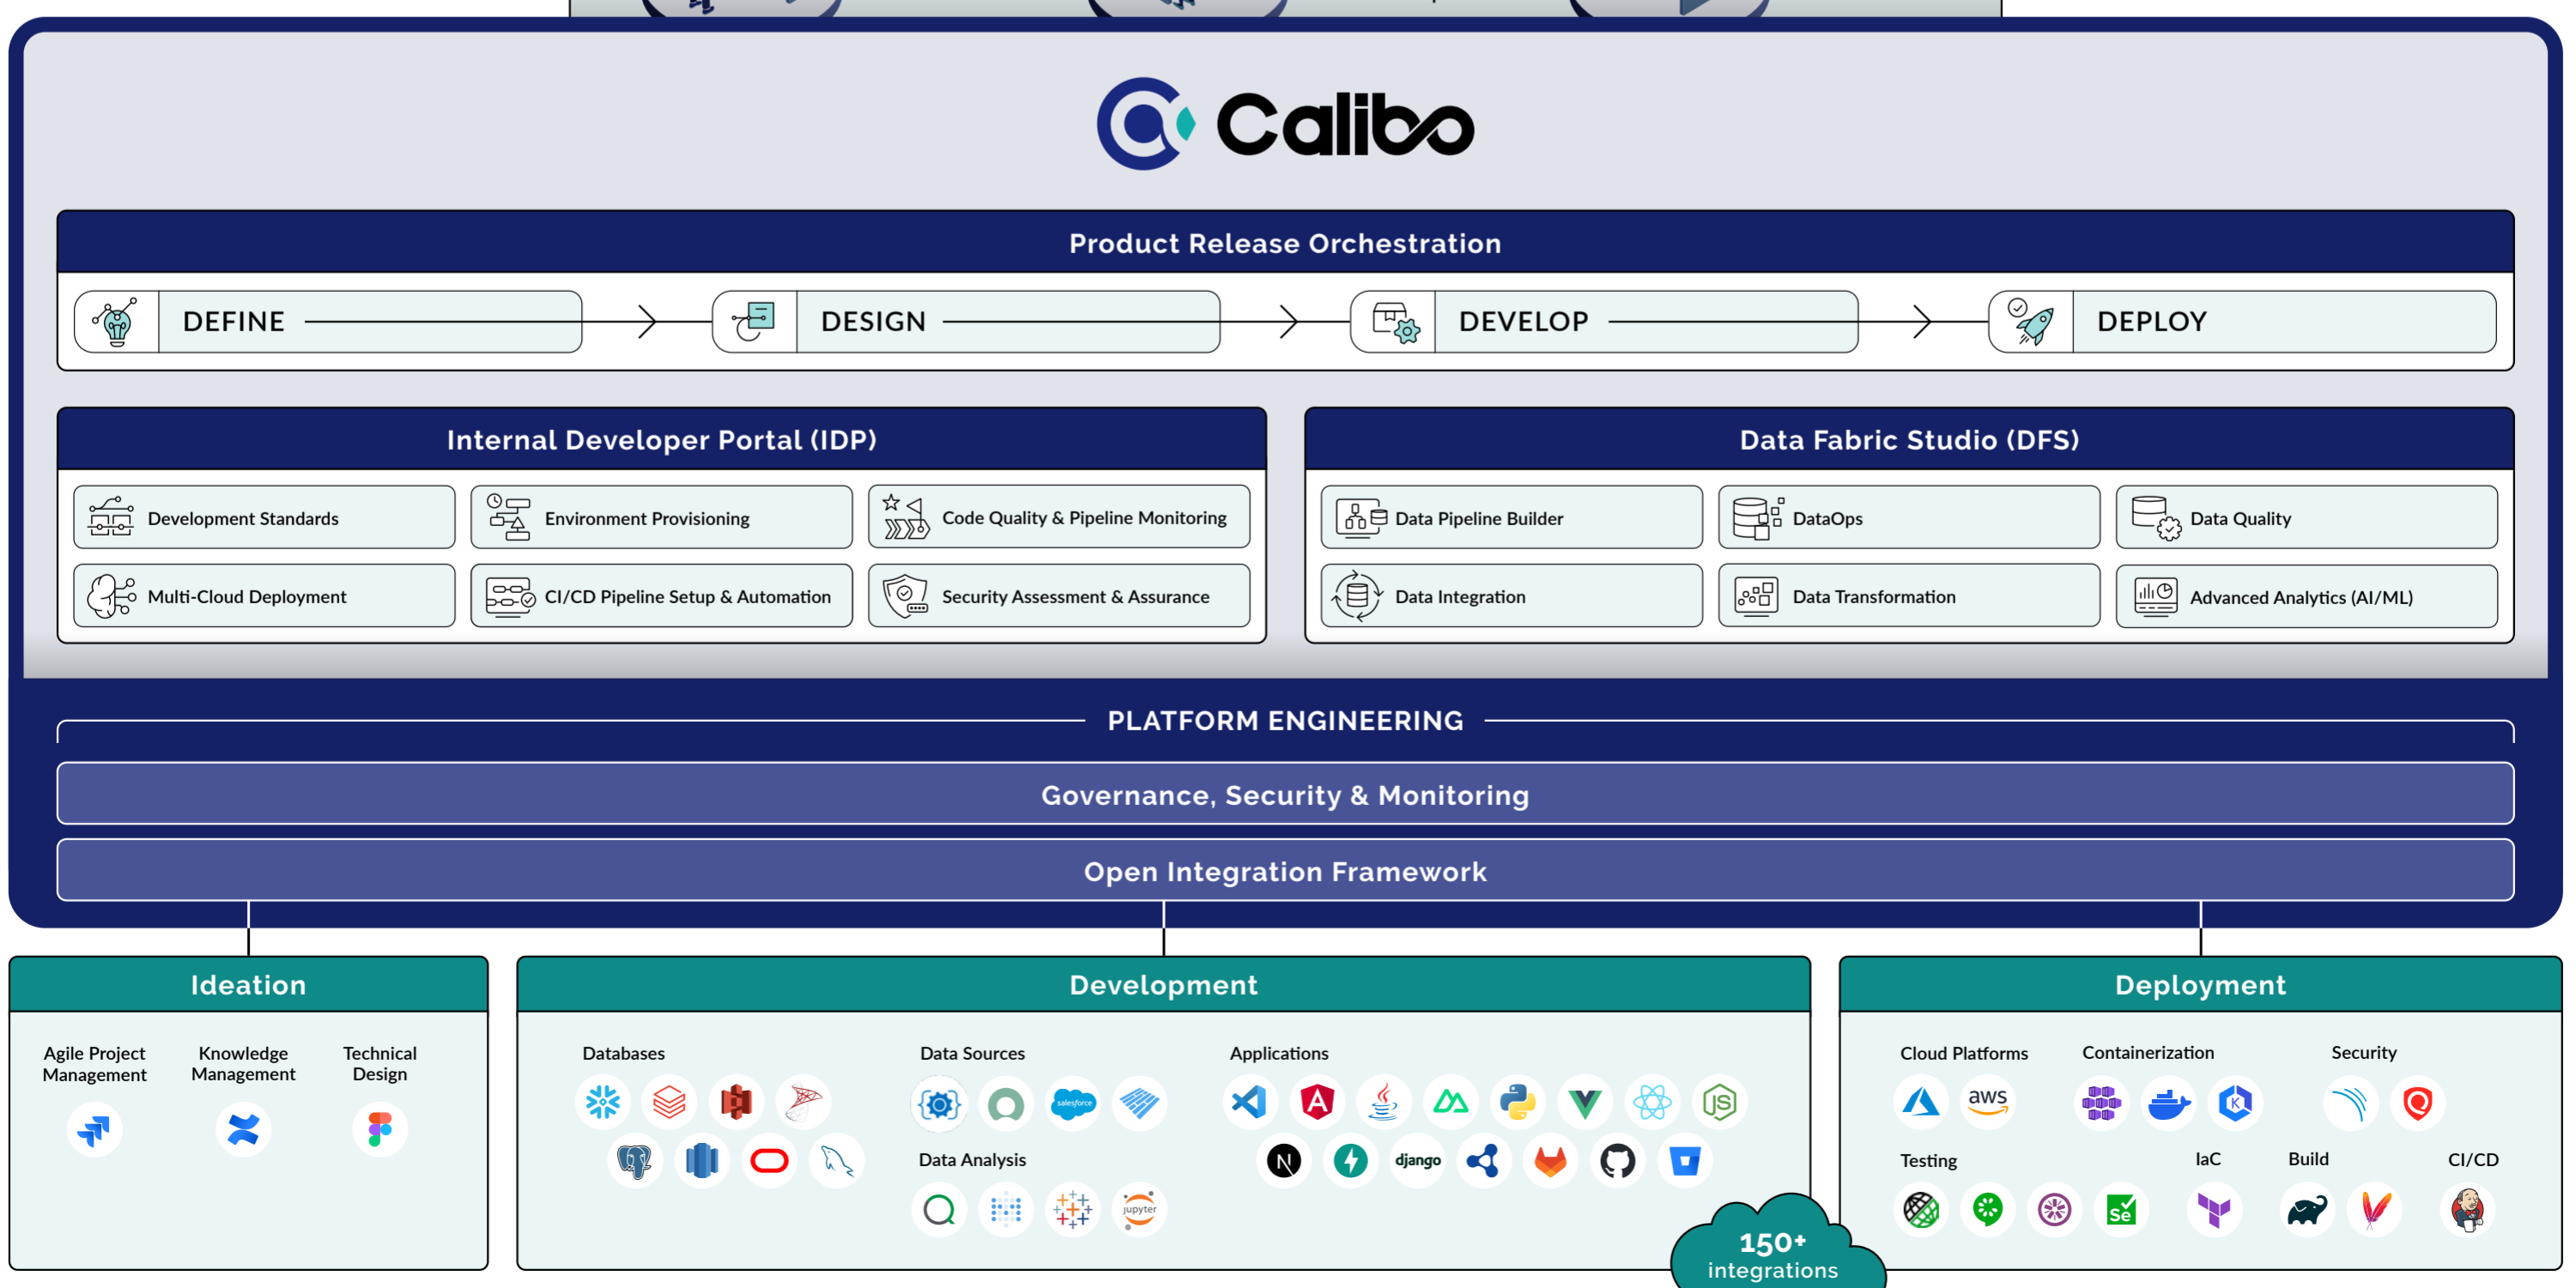 Calibo
Product Release Orchestration
DEFINE
DESIGN
DEVELOP
DEPLOY
Internal Developer Portal (IDP)
Development Standards
Environment Provisioning
Code Quality & Pipeline Monitoring
Multi-Cloud Deployment
CI/CD Pipeline Setup & Automation
Security Assessment & Assurance
Data Fabric Studio (DFS)
Data Pipeline Builder
DataOps
Data Quality
Data Integration
Data Transformation
Advanced Analytics (AI/ML)
PLATFORM ENGINEERING
Governance, Security & Monitoring
Open Integration Framework
Ideation
Agile Project
Management
Knowledge
Management
Technical
Design
Development
Databases
Data Sources
salesforce
Data Analysis
jupyter
Applications
A
JS
N
django
Deployment
Cloud Platforms
aws
Containerization
K
Security
Testing
Se
IaC
Build
CI/CD
150+
integrations